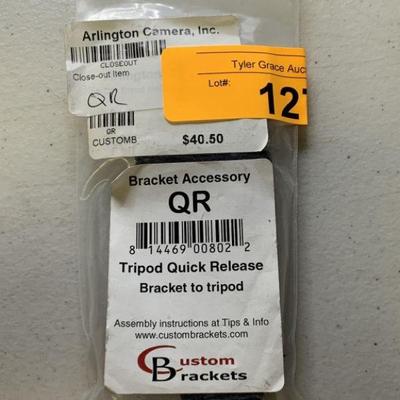 Arlington Camera, Inc.
CLOSEOUT
Close-out Item
QR
QR
CUSTOMB
$40.50
Tyler Grace Auc
Lot#:
12
Bracket Accessory
QR
8 14469 00802 2
Tripod Quick Release
Bracket to tripod
Assembly instructions at Tips & Info
www.custombrackets.com
Custom
Brackets